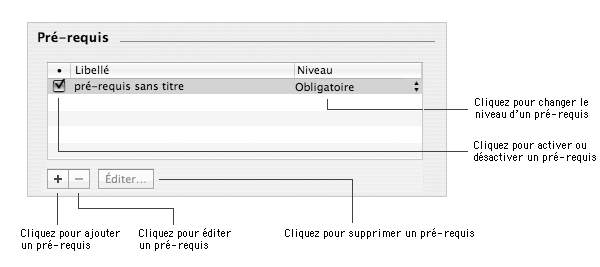 Pré-requis
• Libellé Niveau
pré-requis sans titre Obligatoire
Cliquez pour changer le
niveau d'un pré-requis
Cliquez pour activer ou
désactiver un pré-requis
+ − Éditer...
Cliquez pour ajouter
un pré-requis
Cliquez pour éditer
un pré-requis
Cliquez pour supprimer un pré-requis